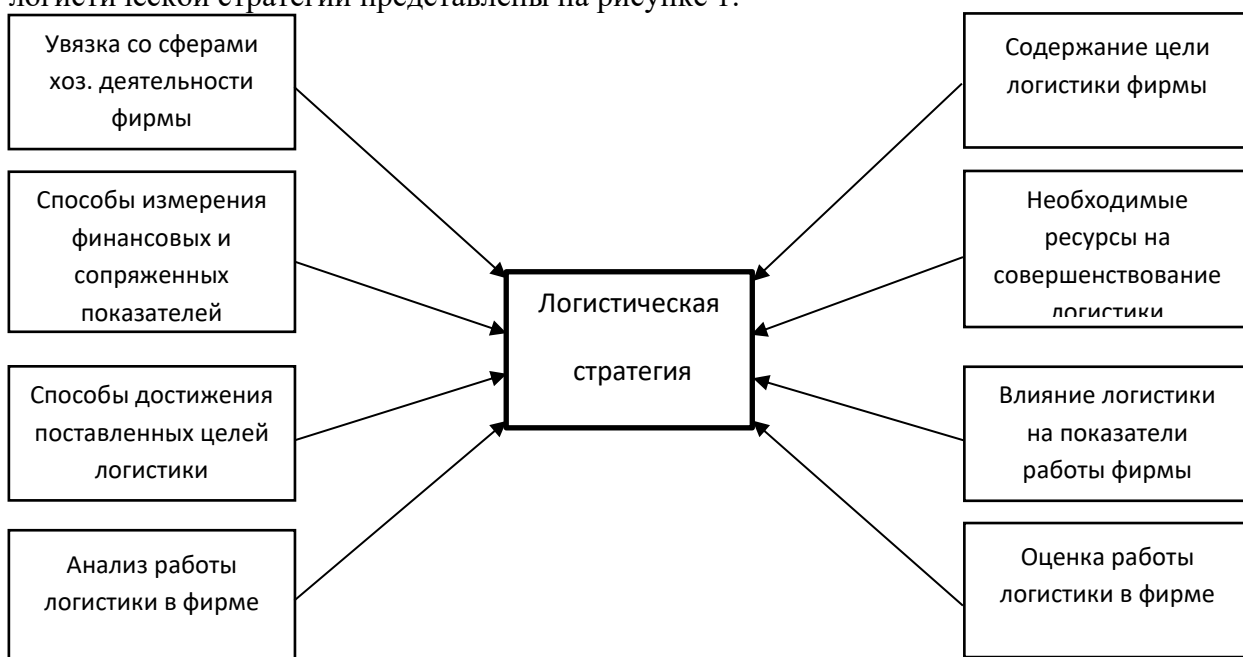 логистической стратегии представлены на рисунке 1.
Увязка со сферами
хоз. деятельности
фирмы
Способы измерения
финансовых и
сопряженных
показателей
Способы достижения
поставленных целей
логистики
Анализ работы
логистики в фирме
Логистическая
стратегия
Содержание цели
логистики фирмы
Необходимые
ресурсы на
совершенствование
логистики
Влияние логистики
на показатели
работы фирмы
Оценка работы
логистики в фирме